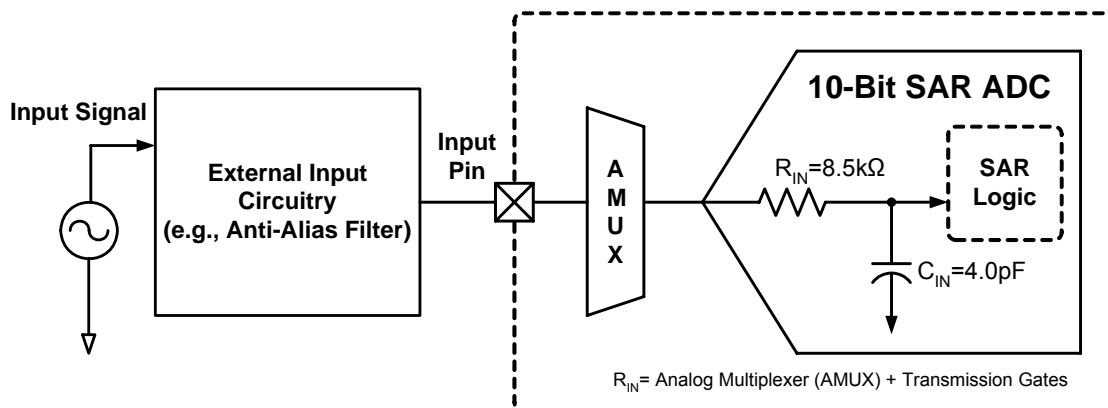 10-Bit SAR ADC
Input Signal
Input
Pin
External Input
Circuitry
(e.g., Anti-Alias Filter)
A
M
U
X
R_IN=8.5kΩ
SAR
Logic
C_IN=4.0pF
R_IN= Analog Multiplexer (AMUX) + Transmission Gates